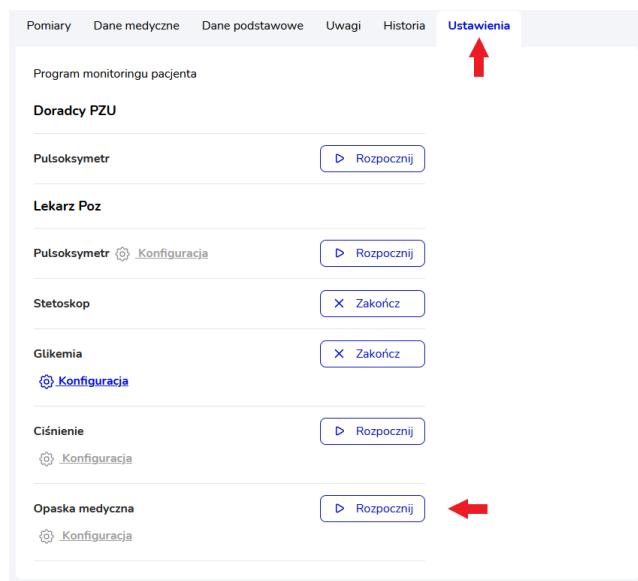 Pomiary Dane medyczne Dane podstawowe Uwagi Historia Ustawienia
Program monitoringu pacjenta
Doradcy PZU
Pulsoksymetr Rozpocznij
Lekarz Poz
Pulsoksymetr Konfiguracja Rozpocznij
Stetoskop Zakończ
Glikemia Zakończ
Konfiguracja
Ciśnienie Rozpocznij
Konfiguracja
Opaska medyczna Rozpocznij
Konfiguracja